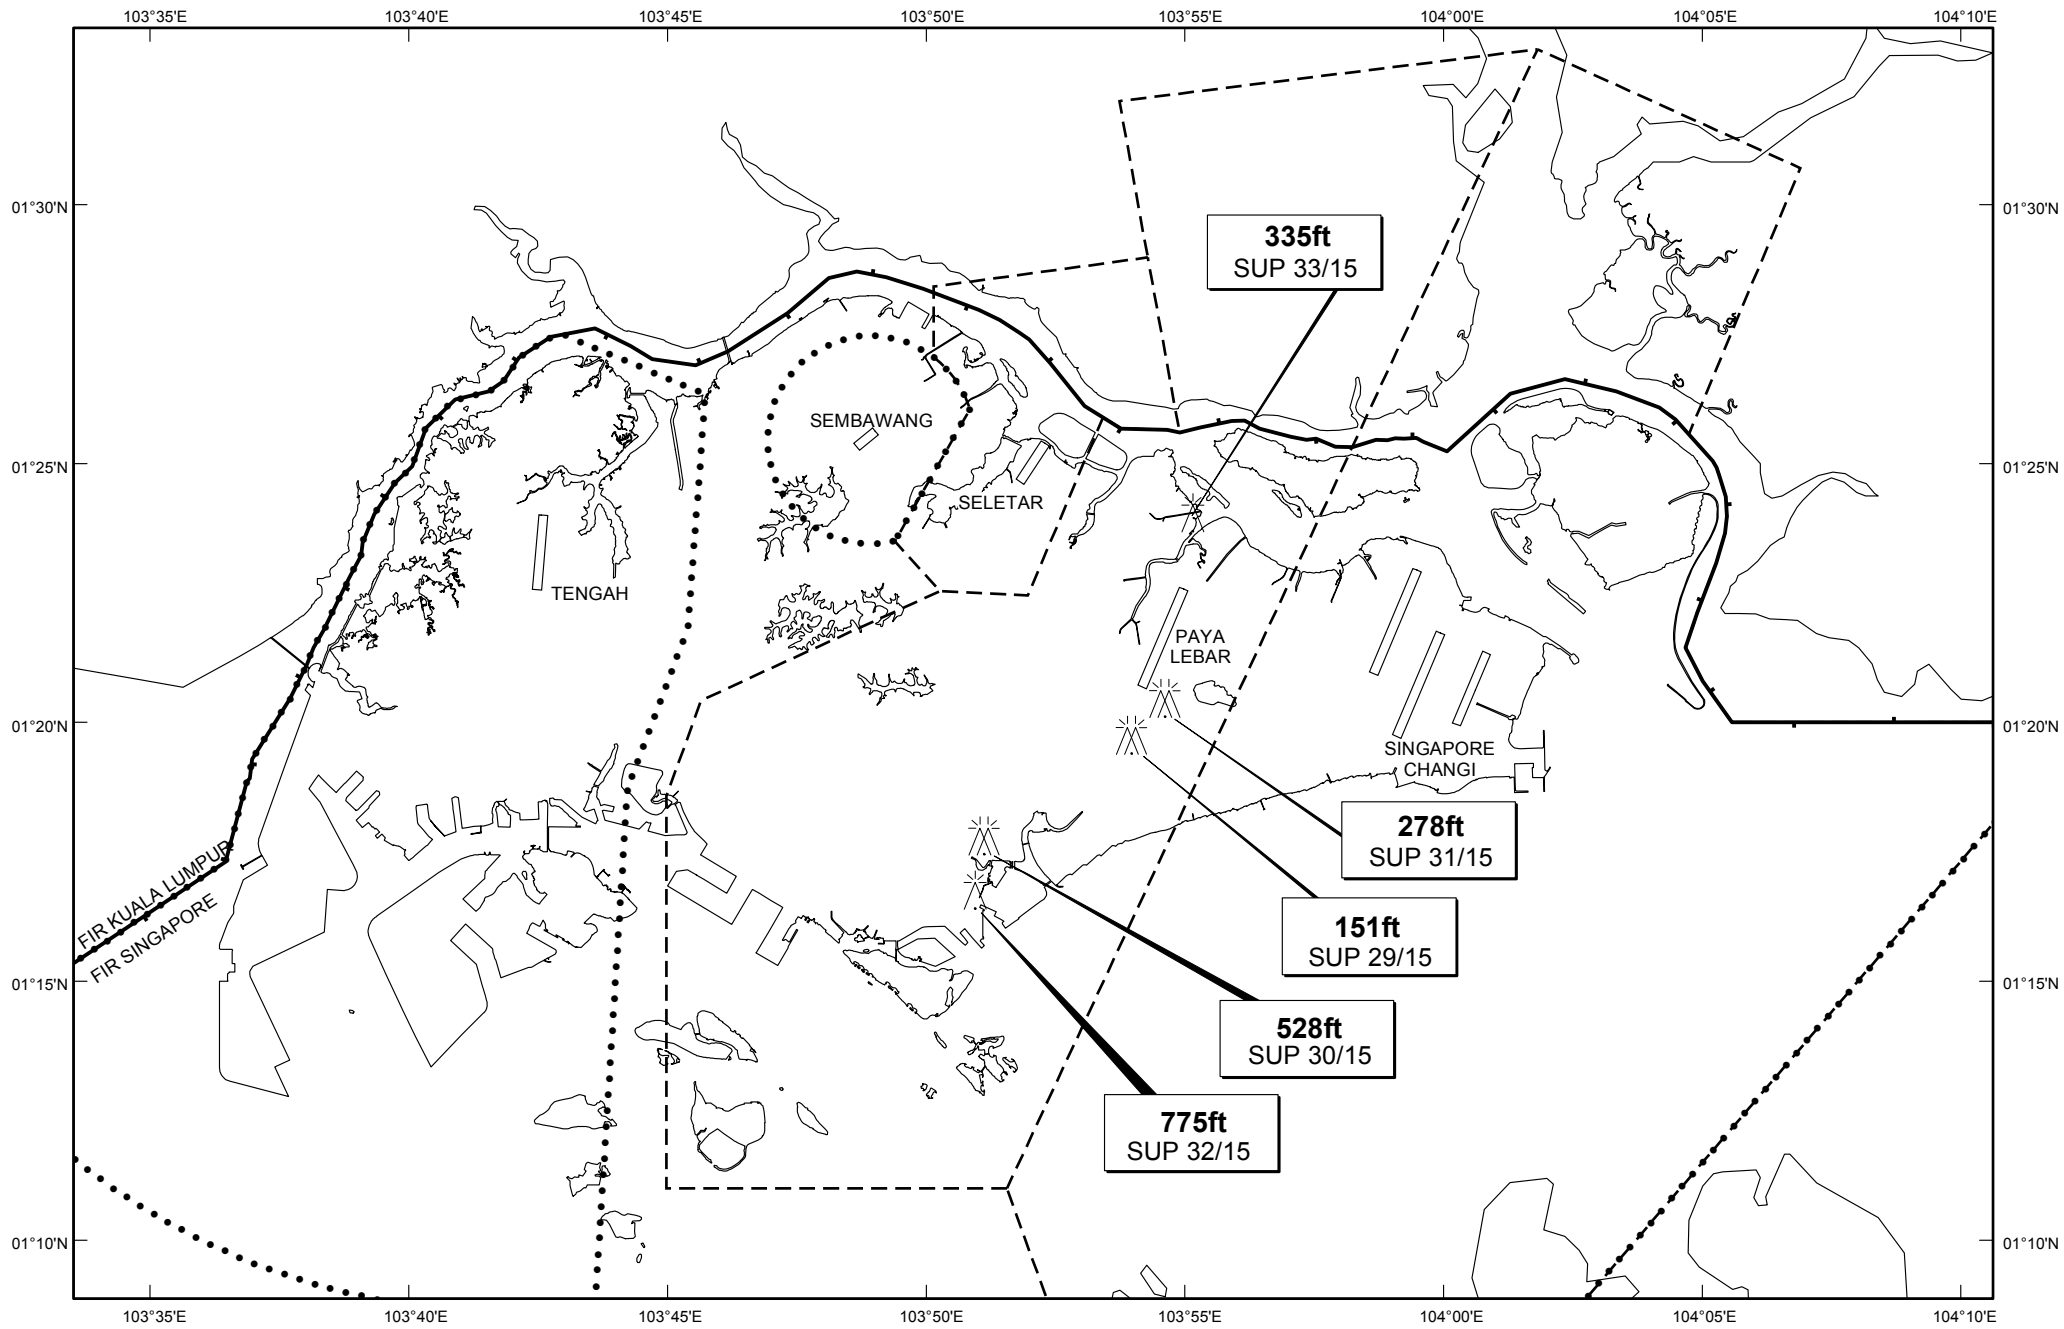 103°35'E 103°40'E 103°45'E 103°50'E 103°55'E 104°00'E 104°05'E 104°10'E
01°30'N 01°30'N
335ft
SUP 33/15
SEMBAWANG
01°25'N 01°25'N
SELETAR
TENGAH
PAYA
LEBAR
01°20'N 01°20'N
SINGAPORE
CHANGI
278ft
SUP 31/15
FIR KUALA LUMPUR
FIR SINGAPORE
151ft
SUP 29/15
01°15'N 01°15'N
528ft
SUP 30/15
775ft
SUP 32/15
01°10'N 01°10'N
103°35'E 103°40'E 103°45'E 103°50'E 103°55'E 104°00'E 104°05'E 104°10'E